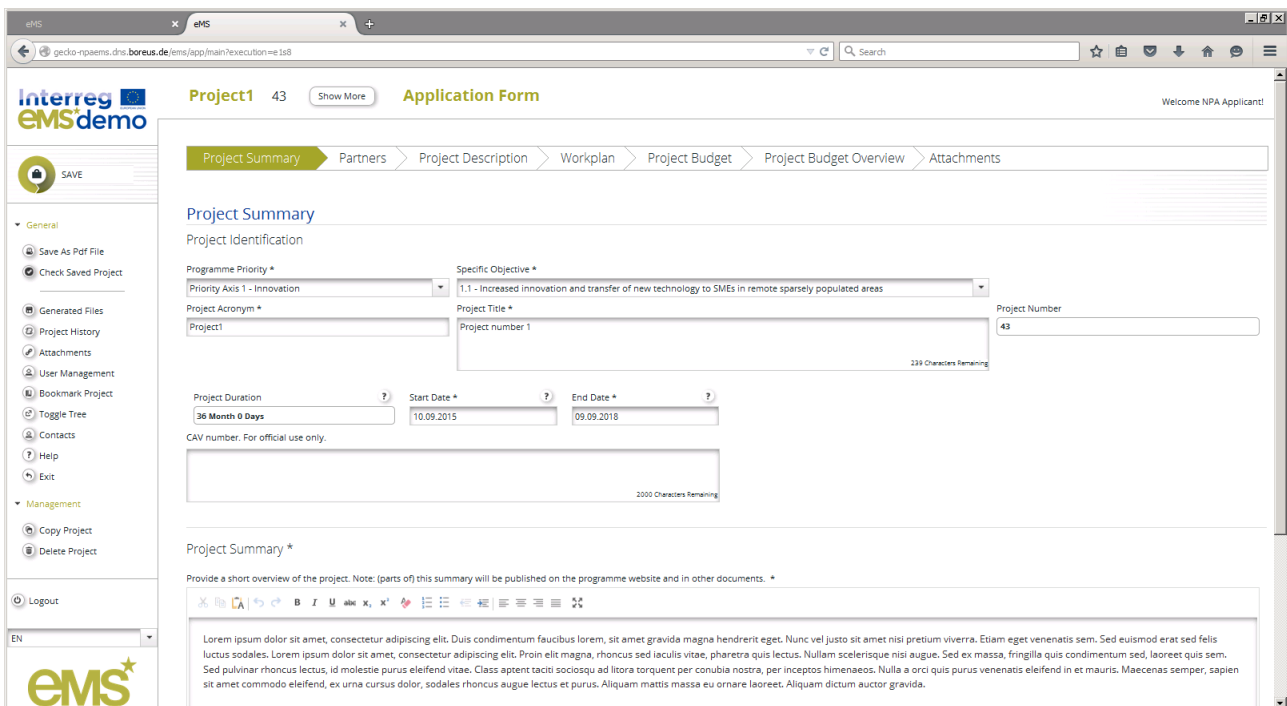 eMS
eMS
gecko-npaems.dns.boreus.de/ems/app/main?execution=e1s8
Search
Interreg
EUROPEAN UNION
eMS demo
Project1 43 Show More Application Form
Welcome NPA Applicant!
SAVE
Project Summary Partners Project Description Workplan Project Budget Project Budget Overview Attachments
General
Save As Pdf File
Check Saved Project
Generated Files
Project History
Attachments
User Management
Bookmark Project
Toggle Tree
Contacts
? Help
Exit
Management
Copy Project
Delete Project
Logout
EN
eMS
Project Summary
Project Identification
Programme Priority * Specific Objective *
Priority Axis 1 - Innovation 1.1 - Increased innovation and transfer of new technology to SMEs in remote sparsely populated areas
Project Acronym * Project Title * Project Number
Project1 Project number 1 43
239 Characters Remaining
Project Duration ? Start Date * ? End Date * ?
36 Month 0 Days 10.09.2015 09.09.2018
CAV number. For official use only.
2000 Characters Remaining
Project Summary *
Provide a short overview of the project. Note: (parts of) this summary will be published on the programme website and in other documents. *
B I U abc x, x²
Lorem ipsum dolor sit amet, consectetur adipiscing elit. Duis condimentum faucibus lorem, sit amet gravida magna hendrerit eget. Nunc vel justo sit amet nisi pretium viverra. Etiam eget venenatis sem. Sed euismod erat sed felis
luctus sodales. Lorem ipsum dolor sit amet, consectetur adipiscing elit. Proin elit magna, rhoncus sed iaculis vitae, pharetra quis lectus. Nullam scelerisque nisi augue. Sed ex massa, fringilla quis condimentum sed, laoreet quis sem.
Sed pulvinar rhoncus lectus, id molestie purus eleifend vitae. Class aptent taciti sociosqu ad litora torquent per conubia nostra, per inceptos himenaeos. Nulla a orci quis purus venenatis eleifend in et mauris. Maecenas semper, sapien
sit amet commodo eleifend, ex urna cursus dolor, sodales rhoncus augue lectus et purus. Aliquam mattis massa eu ornare laoreet. Aliquam dictum auctor gravida.